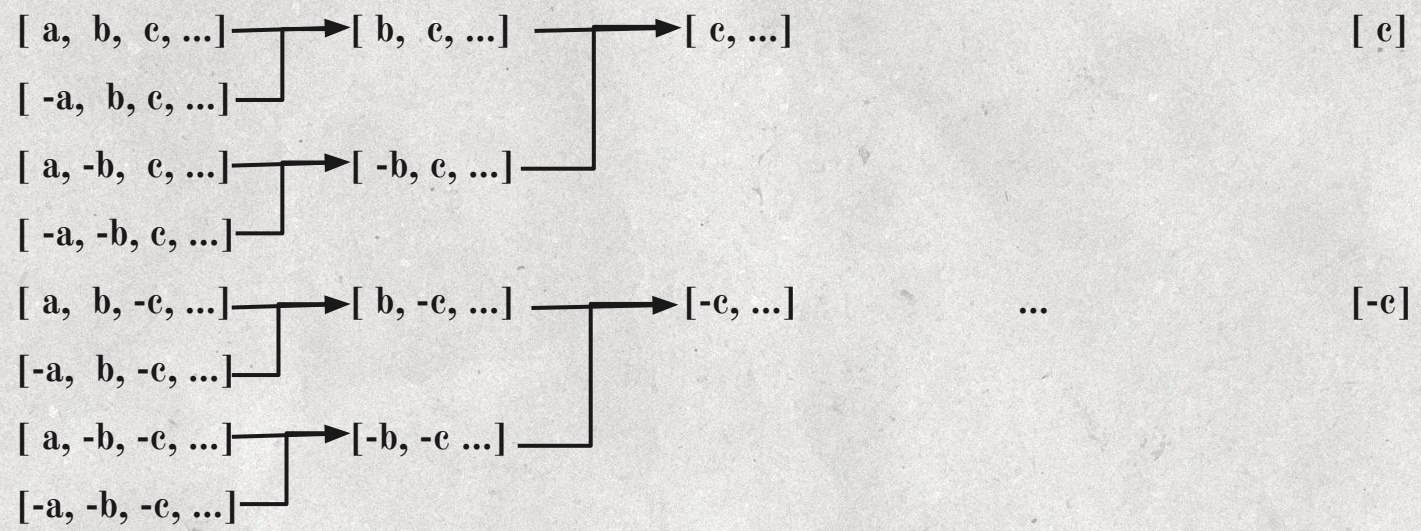 [ a, b, c, ...] [ b, c, ...] [ c, ...] [ c]
[ -a, b, c, ...]
[ a, -b, c, ...] [ -b, c, ...]
[ -a, -b, c, ...]
[ a, b, -c, ...] [ b, -c, ...] [-c, ...] ... [-c]
[-a, b, -c, ...]
[ a, -b, -c, ...] [-b, -c ...]
[-a, -b, -c, ...]